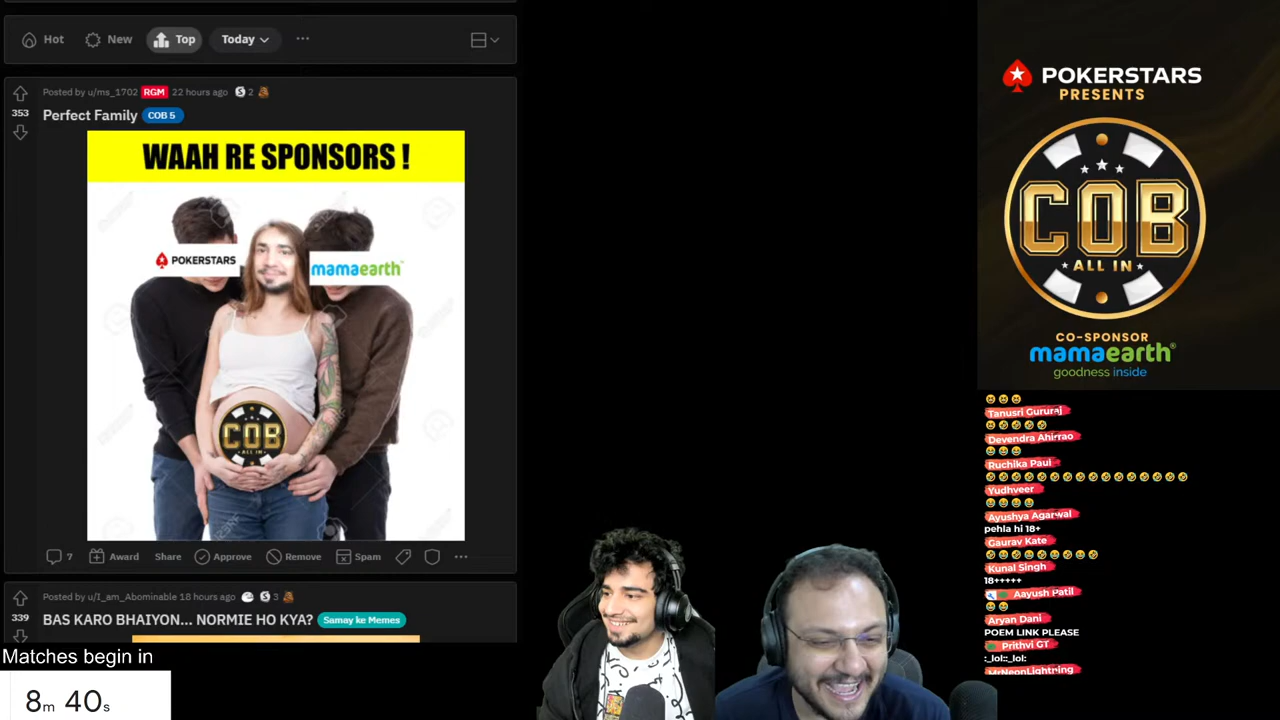 Hot
New
Top
Today
Posted by u/ms_1702 RGM 22 hours ago S 2
353
Perfect Family COB 5
WAAH RE SPONSORS !
POKERSTARS
mamaearth
COB
ALL IN
7
Award
Share
Approve
Remove
Spam
Posted by u/I_am_Abominable 18 hours ago S 3
339
BAS KARO BHAIYON... NORMIE HO KYA? Samay ke Memes
Matches begin in
8m 40s
POKERSTARS
PRESENTS
COB
ALL IN
CO-SPONSOR
mamaearth®
goodness inside
Tanusri Gururaj
Devendra Ahirrao
Ruchika Paul
Yudhveer
Ayushya Agarwal
pehla hi 18+
Gaurav Kate
Kunal Singh
18+++++
Aayush Patil
Aryan Dani
POEM LINK PLEASE
Prithvi GT
:_lol::_lol:
MrNeonLightning